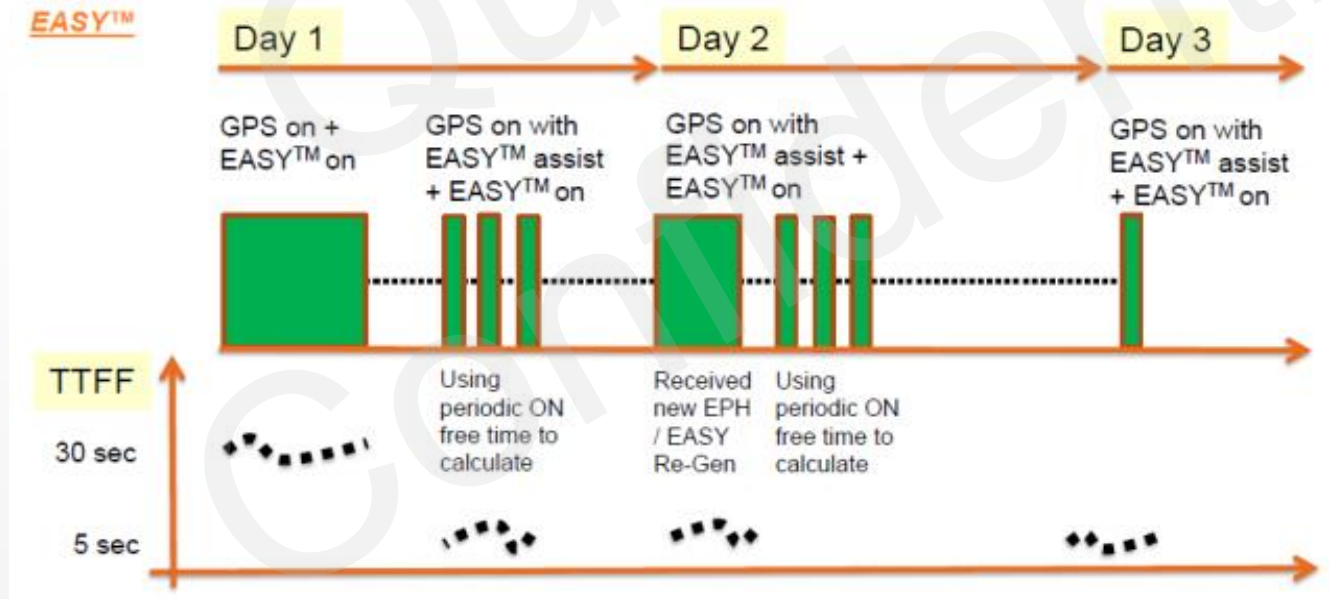 EASY™
Day 1
Day 2
Day 3
GPS on +
EASY™ on
GPS on with
EASY™ assist
+ EASY™ on
GPS on with
EASY™ assist +
EASY™ on
GPS on with
EASY™ assist
+ EASY™ on
TTFF
30 sec
5 sec
Using
periodic ON
free time to
calculate
Received
new EPH
/ EASY
Re-Gen
Using
periodic ON
free time to
calculate